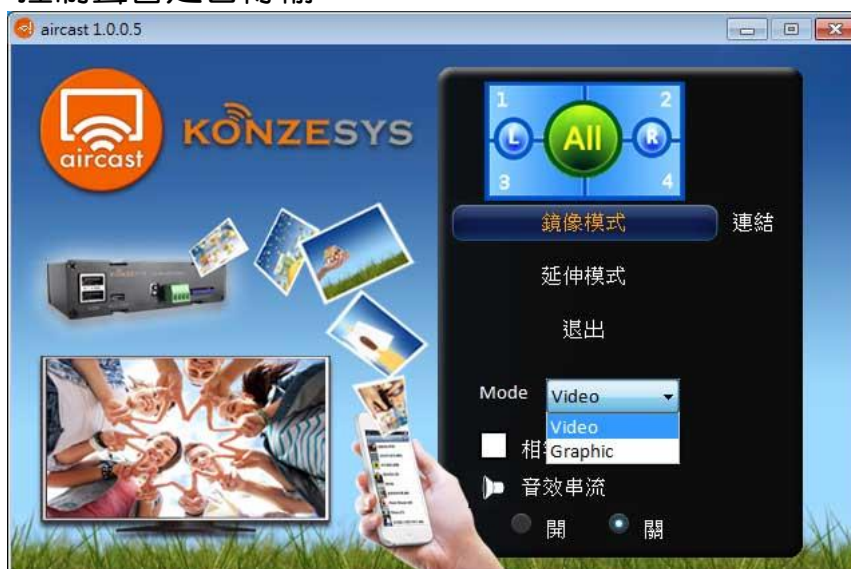 aircast 1.0.0.5
aircast
KONZESYS
1 2
L All R
3 4
鏡像模式 連結
延伸模式
退出
Mode Video
Video
Graphic
相
音效串流
開 關